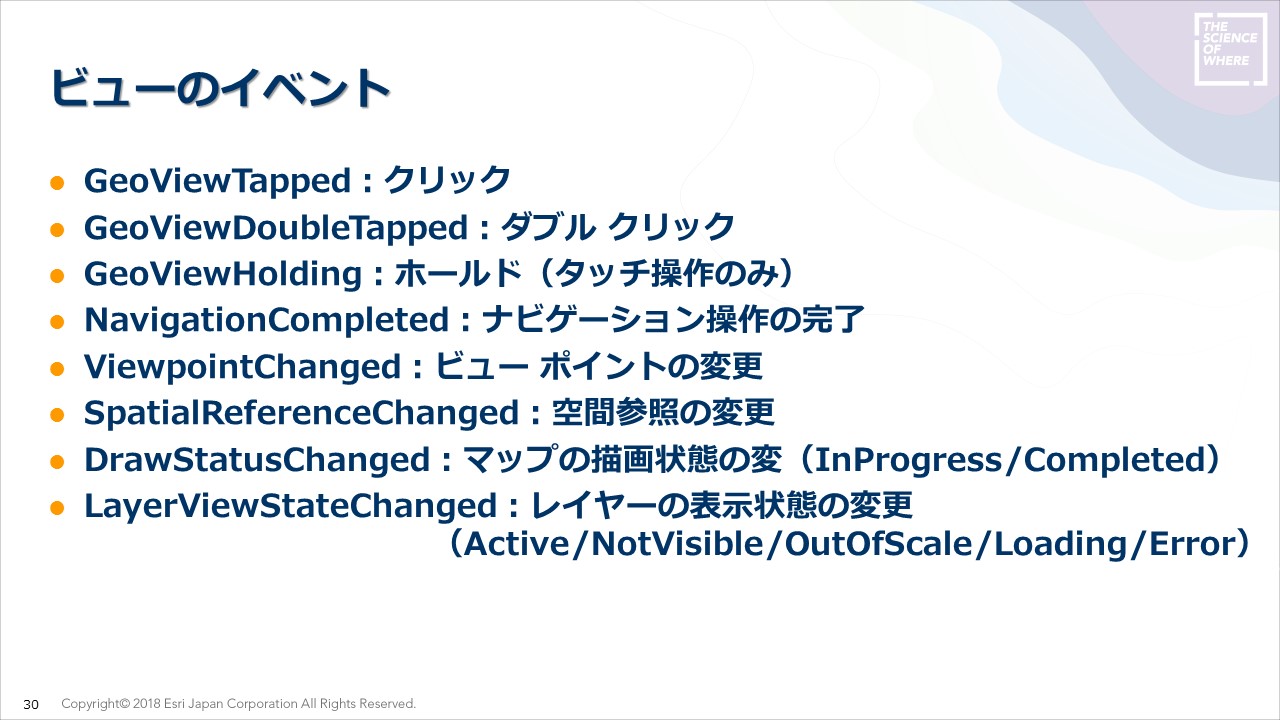 THE
SCIENCE
OF
WHERE
ビューのイベント
● GeoViewTapped：クリック
● GeoViewDoubleTapped：ダブル クリック
● GeoViewHolding：ホールド（タッチ操作のみ）
● NavigationCompleted：ナビゲーション操作の完了
● ViewpointChanged：ビュー ポイントの変更
● SpatialReferenceChanged：空間参照の変更
● DrawStatusChanged：マップの描画状態の変（InProgress/Completed）
● LayerViewStateChanged：レイヤーの表示状態の変更
（Active/NotVisible/OutOfScale/Loading/Error）
30 Copyright© 2018 Esri Japan Corporation All Rights Reserved.